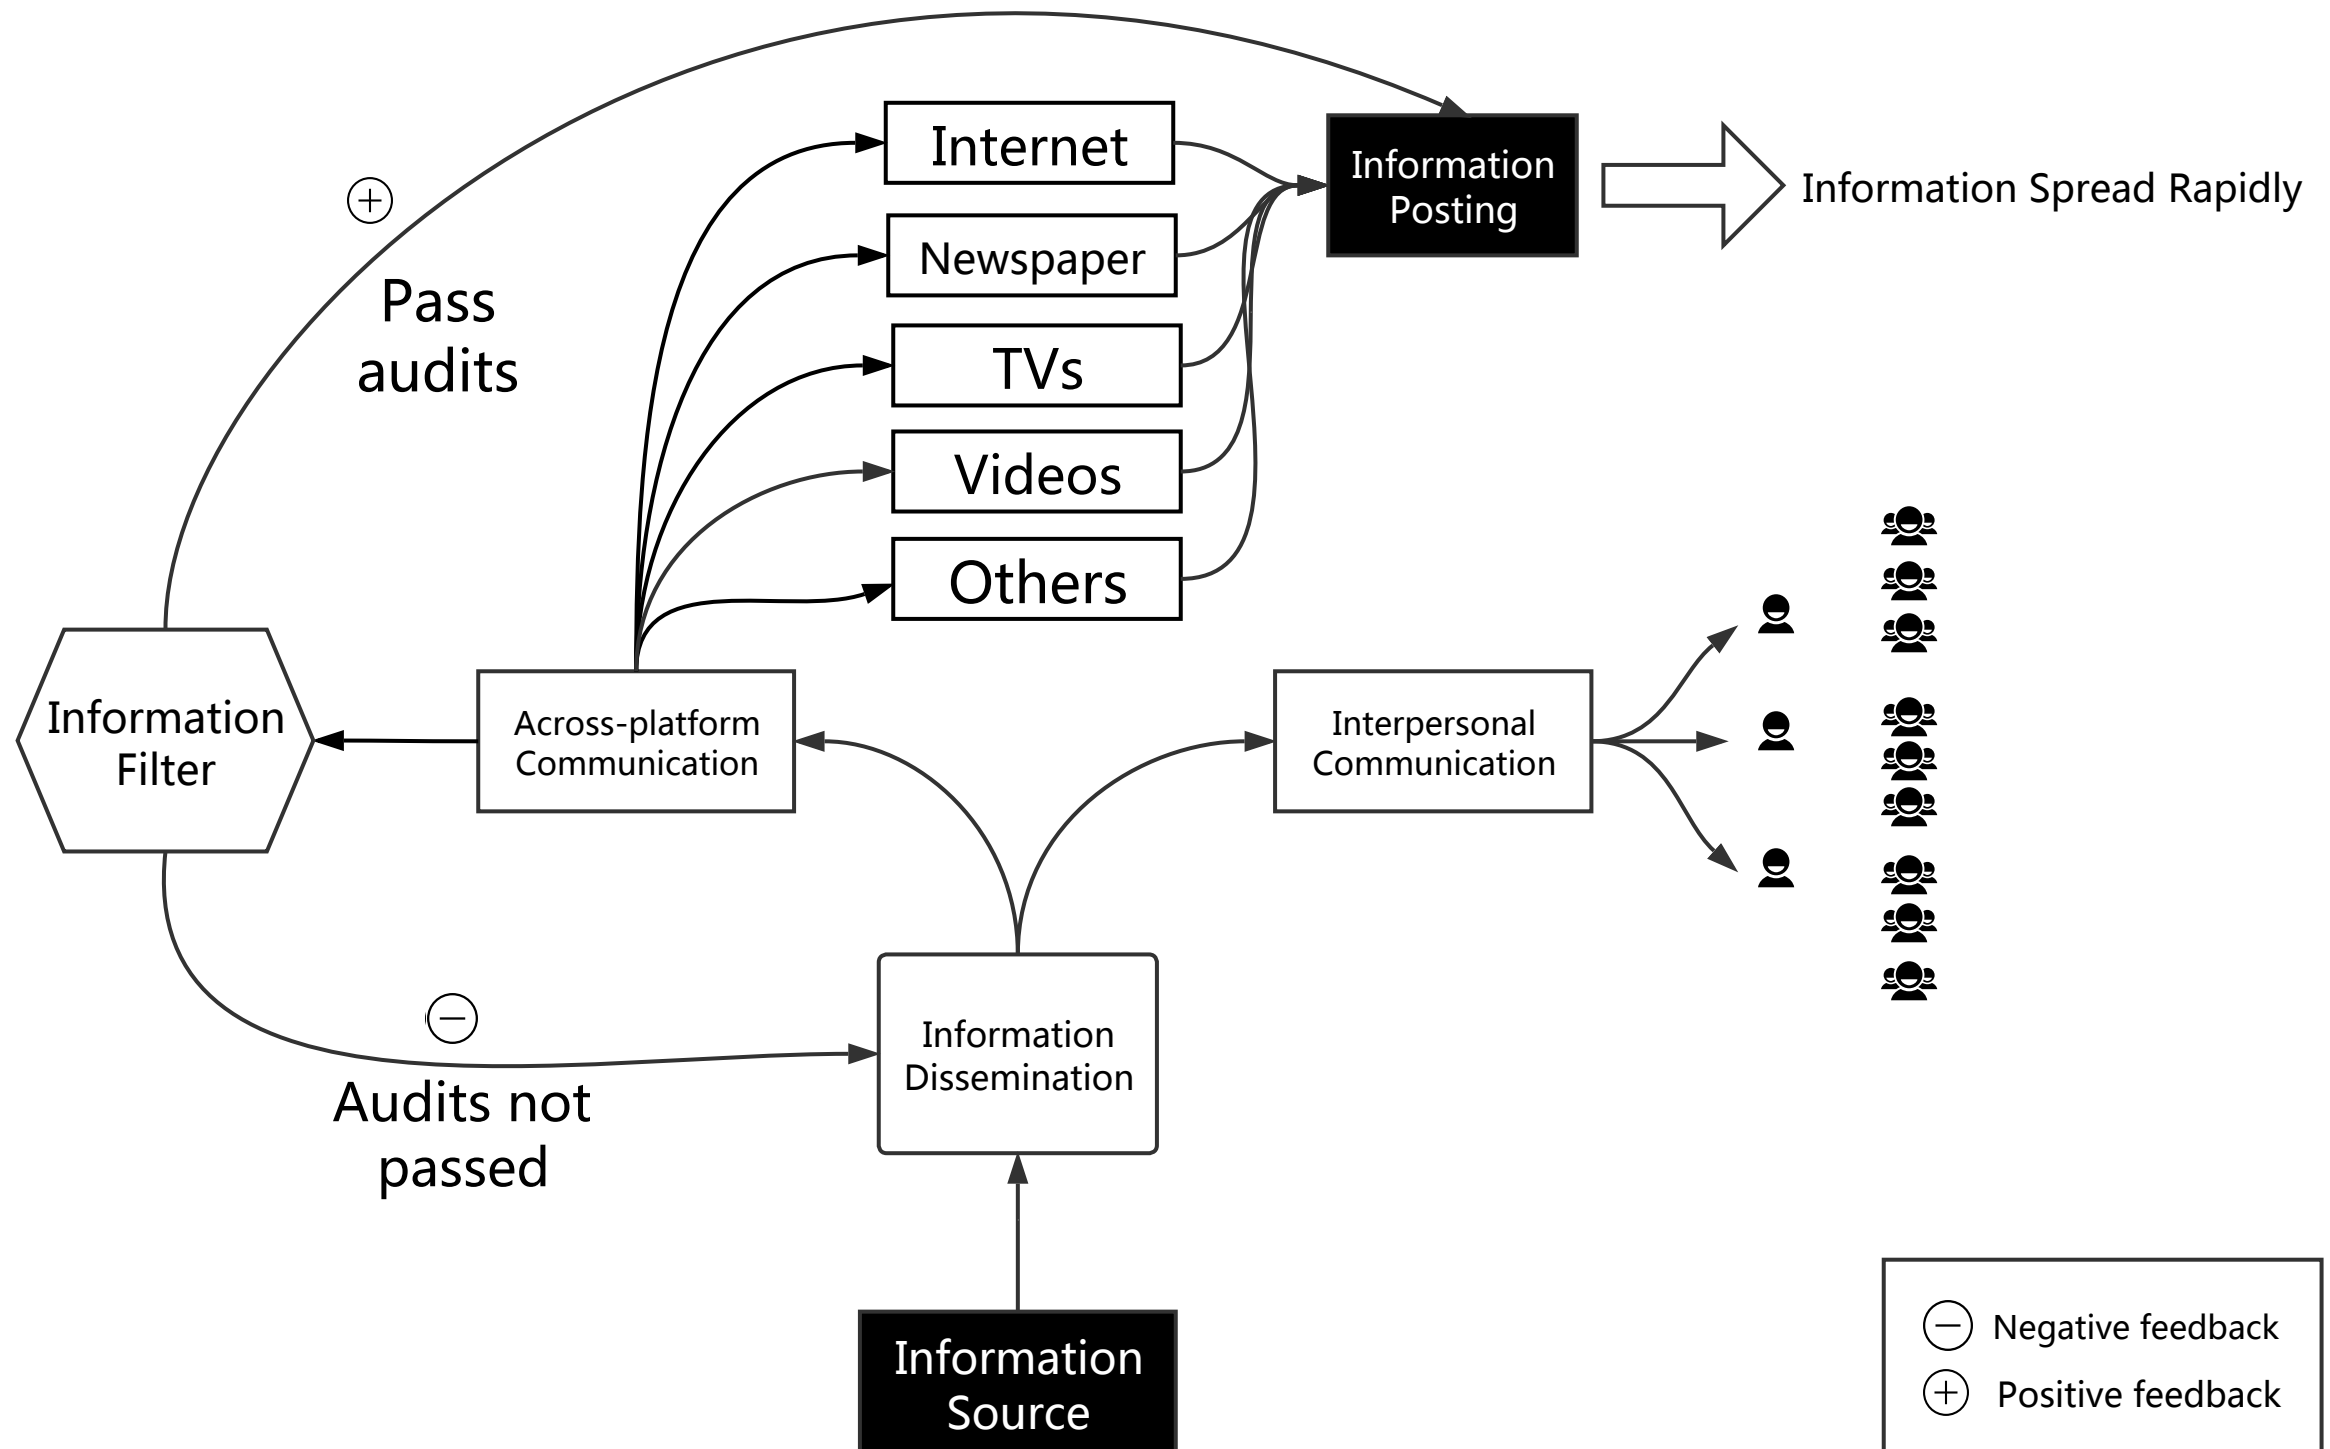 Internet
Information
Posting
Information Spread Rapidly
Newspaper
Pass
audits
TVs
Videos
Others
Information
Filter
Across-platform
Communication
Interpersonal
Communication
Audits not
passed
Information
Dissemination
Information
Source
Negative feedback
Positive feedback